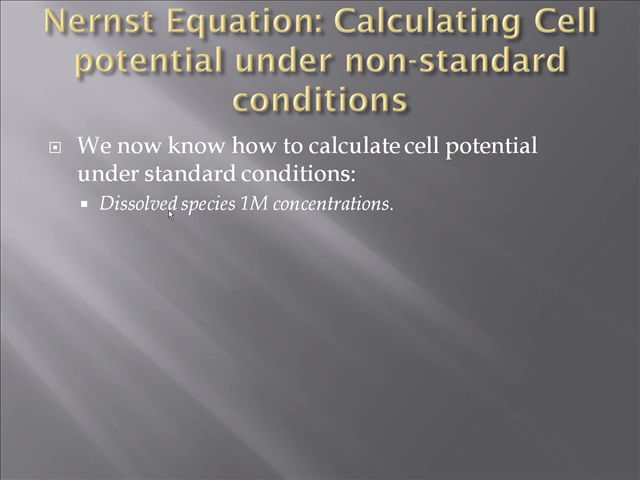 Nernst Equation: Calculating Cell
potential under non-standard
conditions
We now know how to calculate cell potential
under standard conditions:
Dissolved species 1M concentrations.